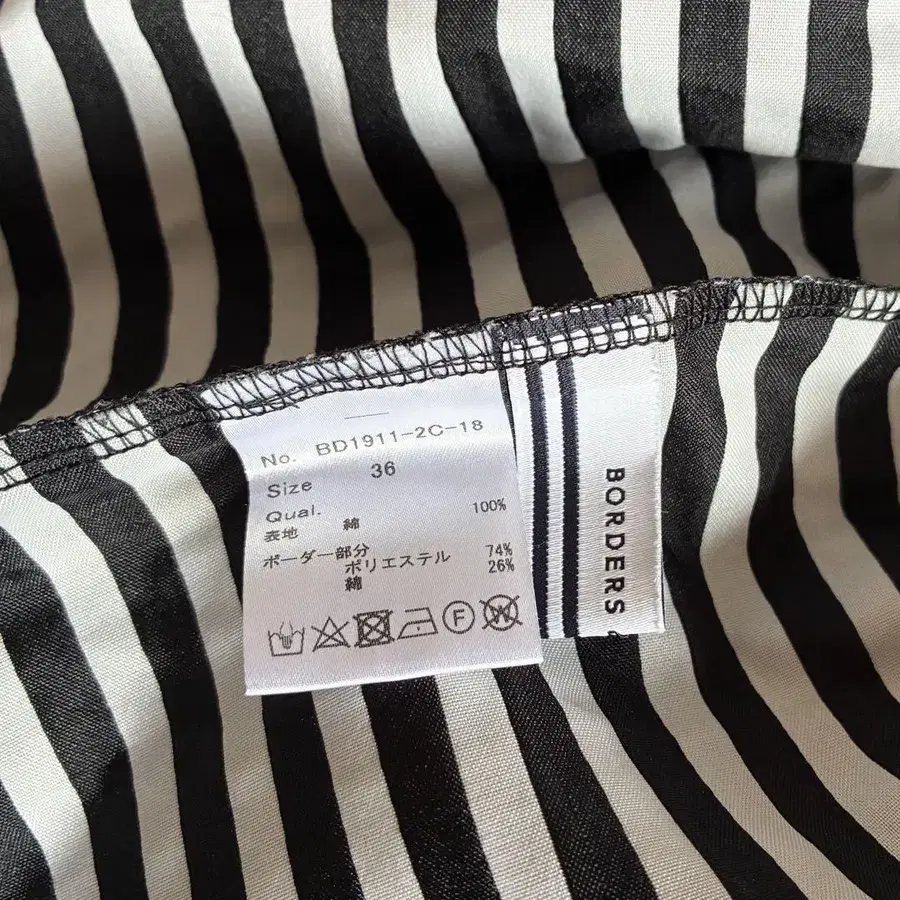 No. BD1911-2C-18
Size 36
Qual.
表地 綿 100%
ボーダー部分
ポリエステル 74%
綿 26%
F
W
BORDERS